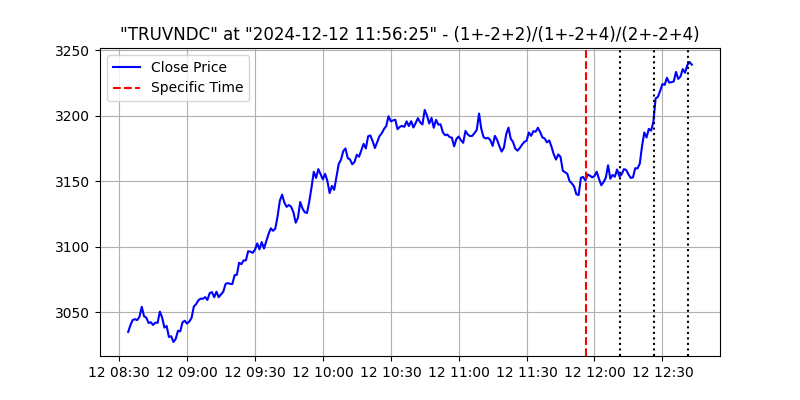 "TRUVNDC" at "2024-12-12 11:56:25" - (1+-2+2)/(1+-2+4)/(2+-2+4)
Close Price
Specific Time
3250
3200
3150
3100
3050
12 08:30 12 09:00 12 09:30 12 10:00 12 10:30 12 11:00 12 11:30 12 12:00 12 12:30